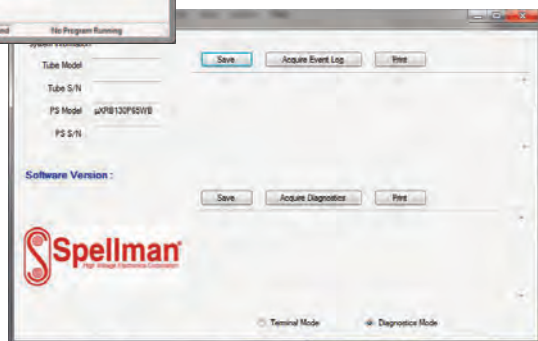 No Program Running
System Information
Save Acquire Event Log Print
Tube Model
Tube S/N
PS Model µXRB130P65WB
PS S/N
Software Version :
Save Acquire Diagnostics Print
Spellman
High Voltage Electronics Corporation
Terminal Mode Diagnostics Mode